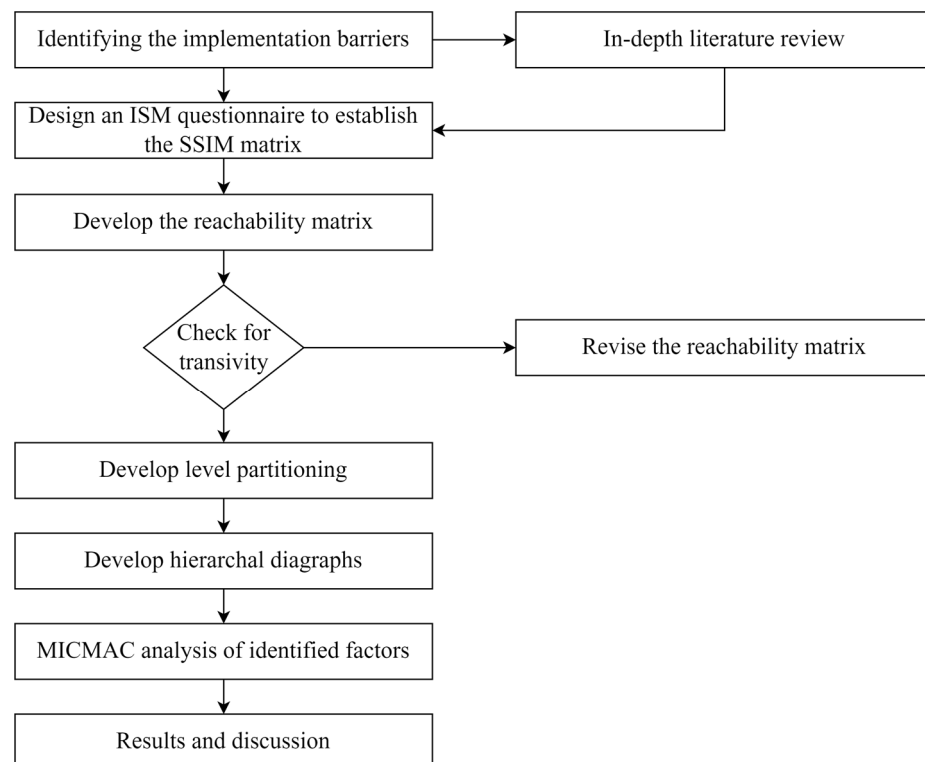 Identifying the implementation barriers
In-depth literature review
Design an ISM questionnaire to establish
the SSIM matrix
Develop the reachability matrix
Check for
transivity
Revise the reachability matrix
Develop level partitioning
Develop hierarchal diagraphs
MICMAC analysis of identified factors
Results and discussion